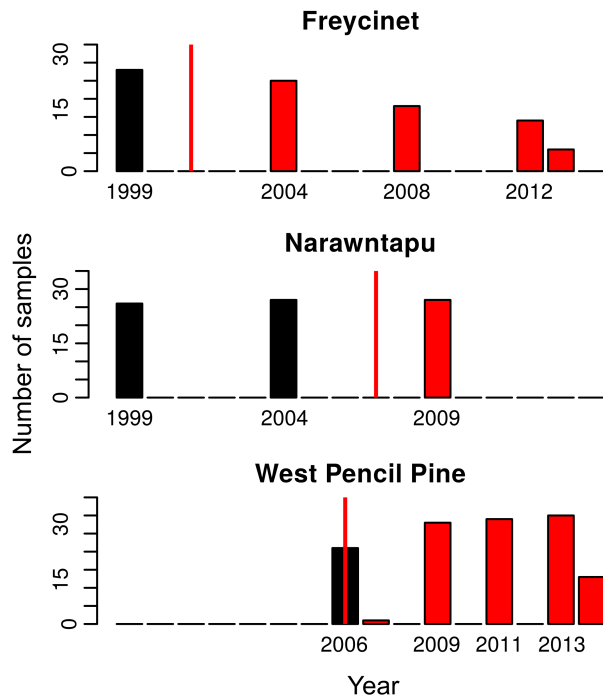 Freycinet
30
15
0
1999 2004 2008 2012
Narawntapu
30
15
0
1999 2004 2009
West Pencil Pine
30
15
0
2006 2009 2011 2013
Number of samples
Year